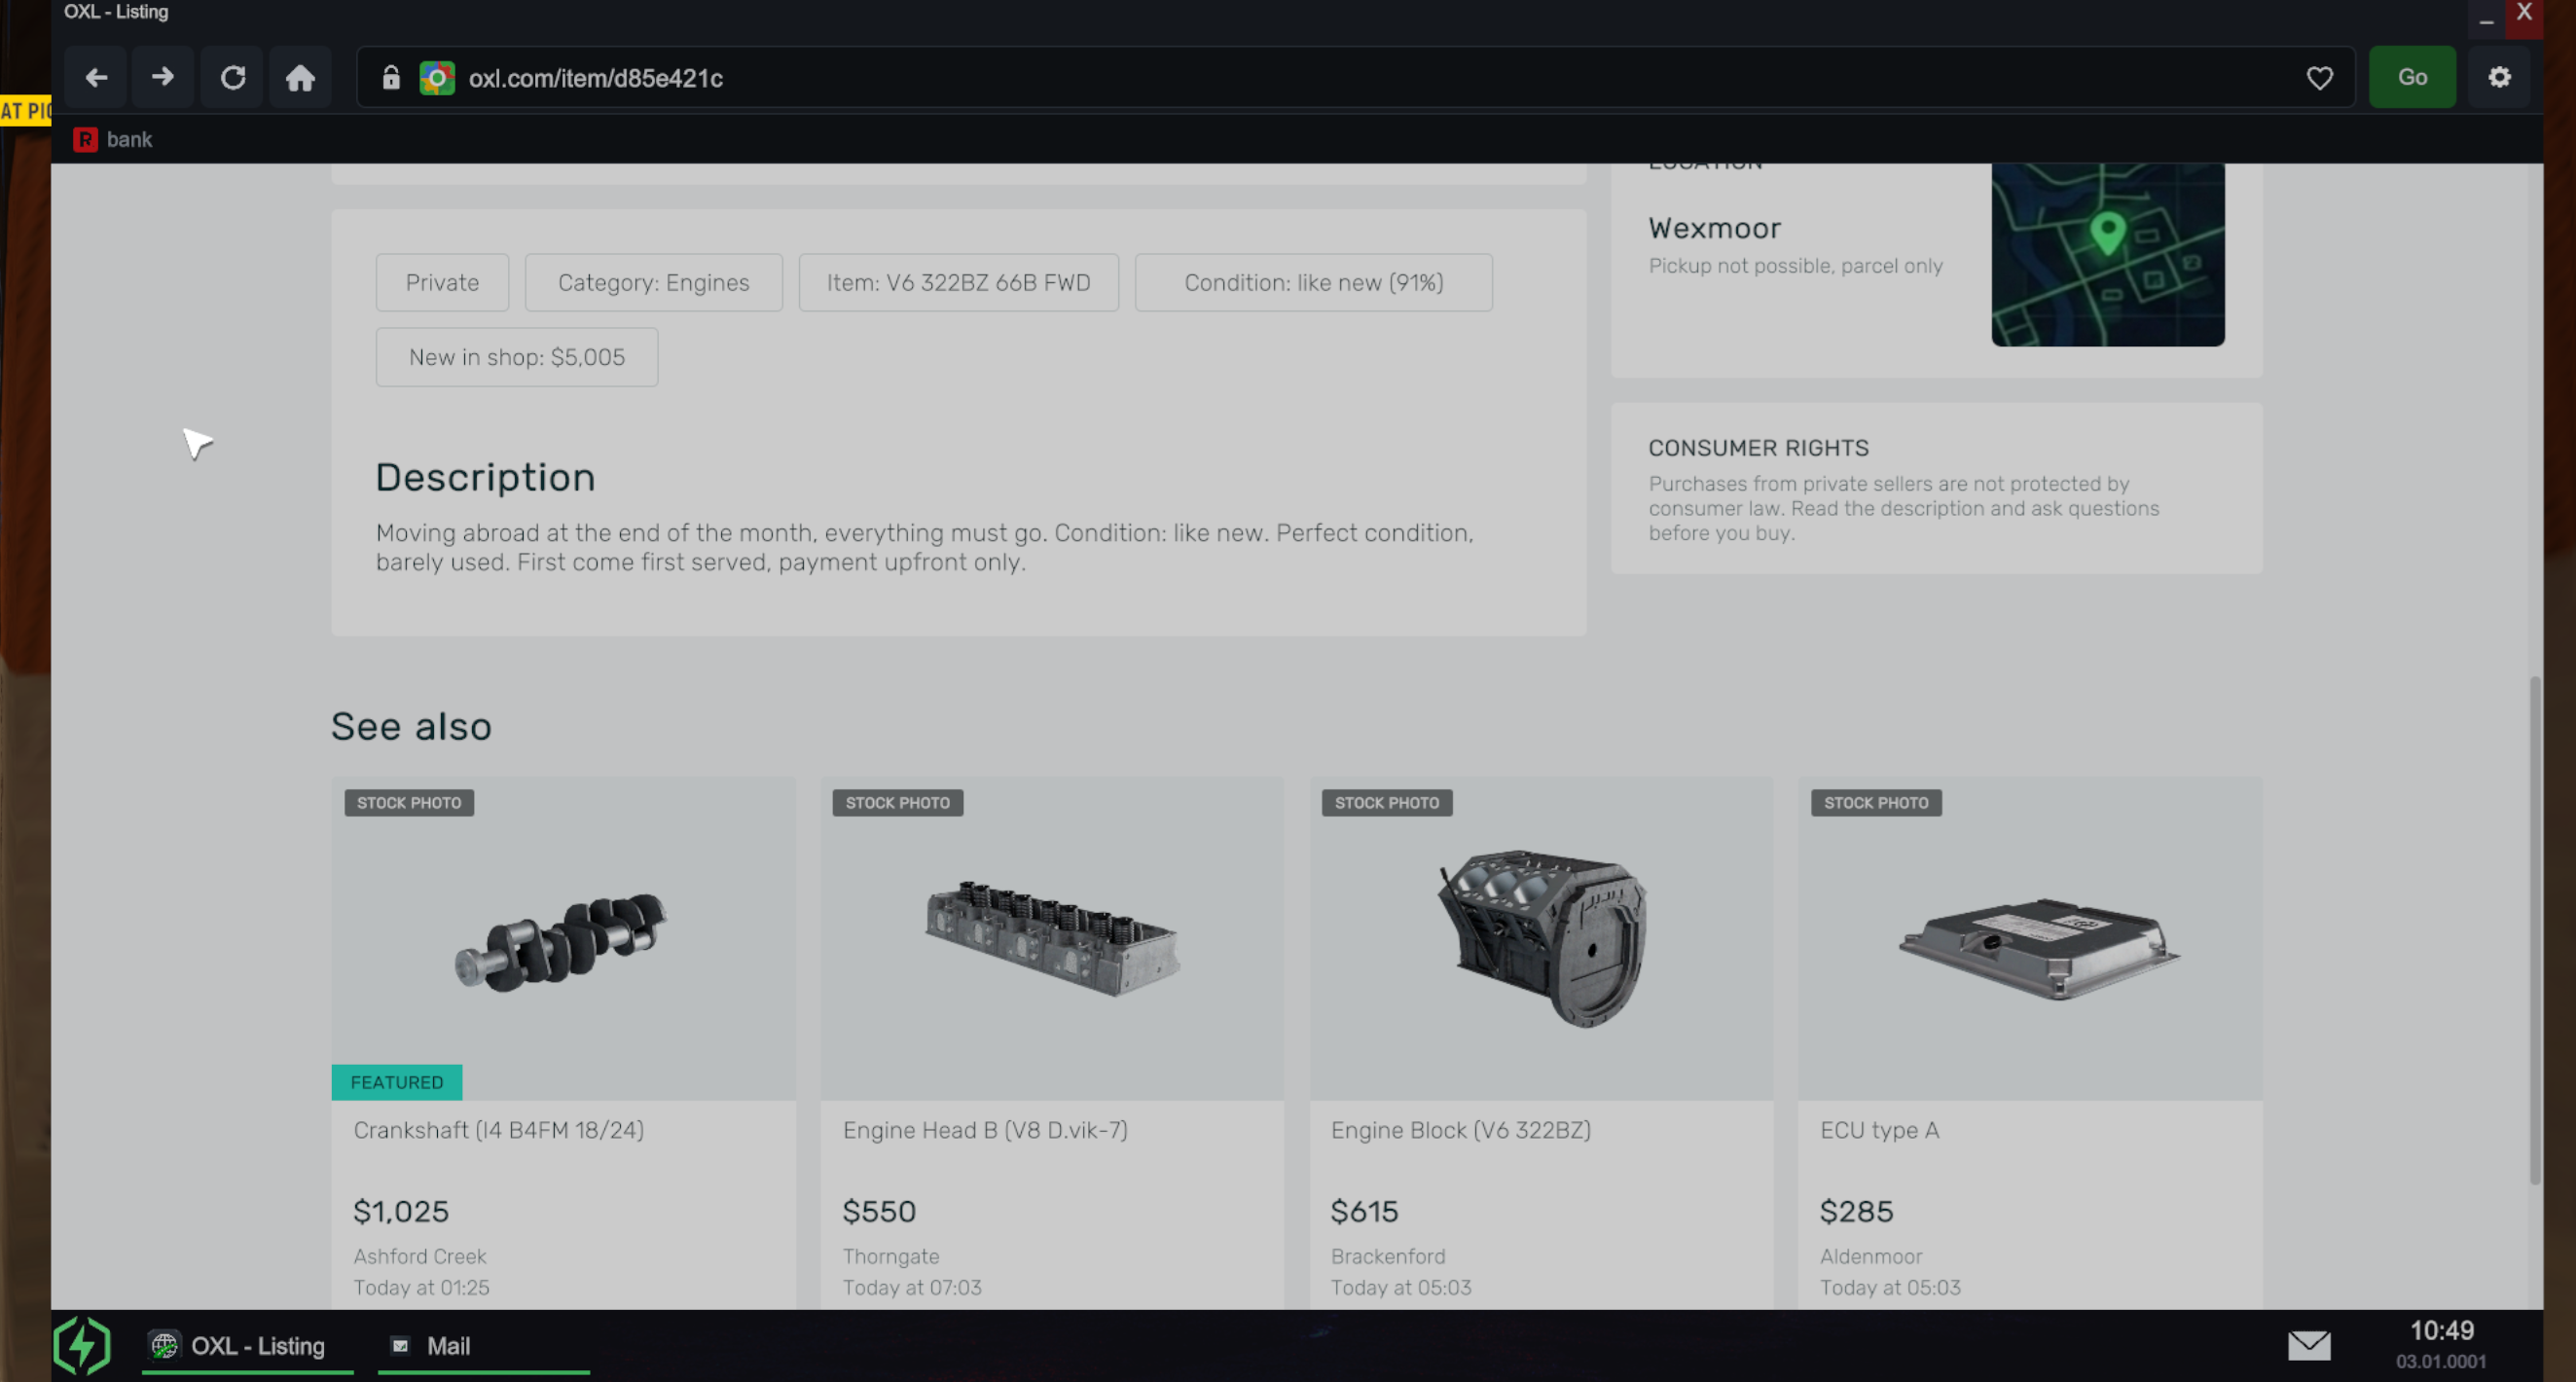 OXL - Listing
X
AT PIC
oxl.com/item/d85e421c
Go
R bank
LOCATION
Wexmoor
Pickup not possible, parcel only
Private
Category: Engines
Item: V6 322BZ 66B FWD
Condition: like new (91%)
New in shop: $5,005
Description
Moving abroad at the end of the month, everything must go. Condition: like new. Perfect condition,
barely used. First come first served, payment upfront only.
CONSUMER RIGHTS
Purchases from private sellers are not protected by
consumer law. Read the description and ask questions
before you buy.
See also
STOCK PHOTO
FEATURED
Crankshaft (I4 B4FM 18/24)
$1,025
Ashford Creek
Today at 01:25
STOCK PHOTO
Engine Head B (V8 D.vik-7)
$550
Thorngate
Today at 07:03
STOCK PHOTO
Engine Block (V6 322BZ)
$615
Brackenford
Today at 05:03
STOCK PHOTO
ECU type A
$285
Aldenmoor
Today at 05:03
OXL - Listing
Mail
10:49
03.01.0001